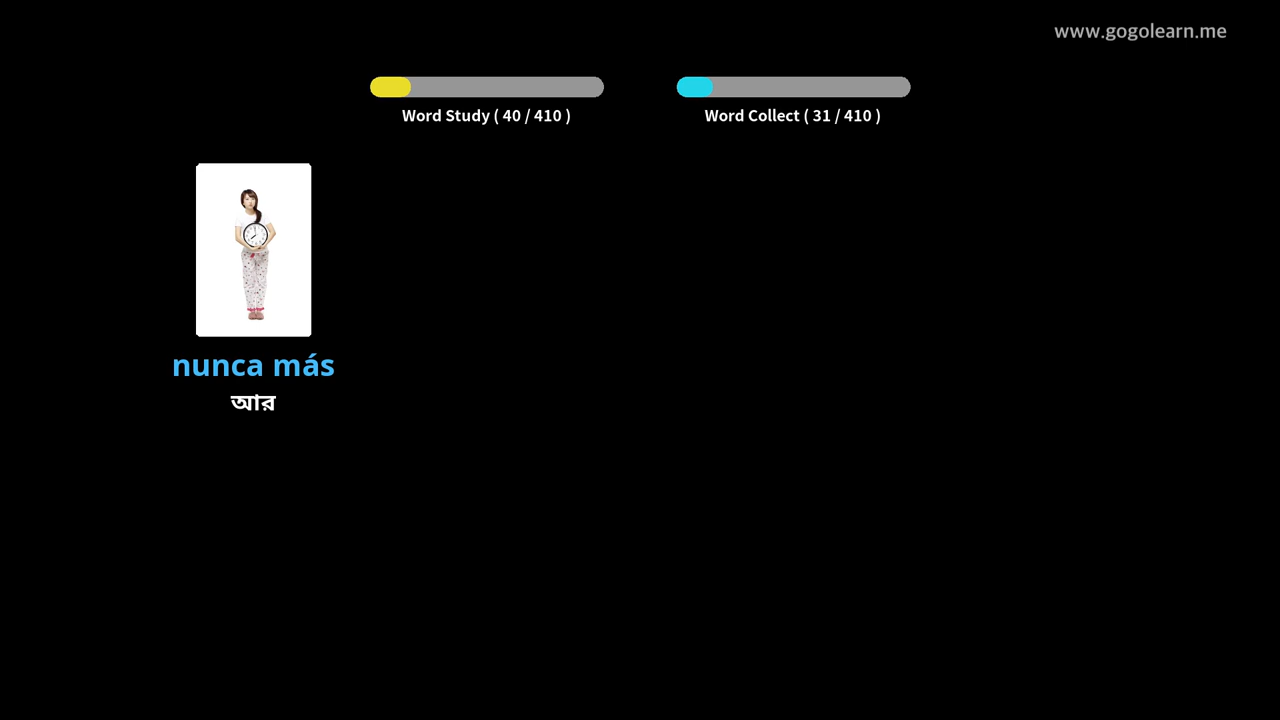 www.gogolearn.me
Word Study ( 40 / 410 )
Word Collect ( 31 / 410 )
nunca más
আর